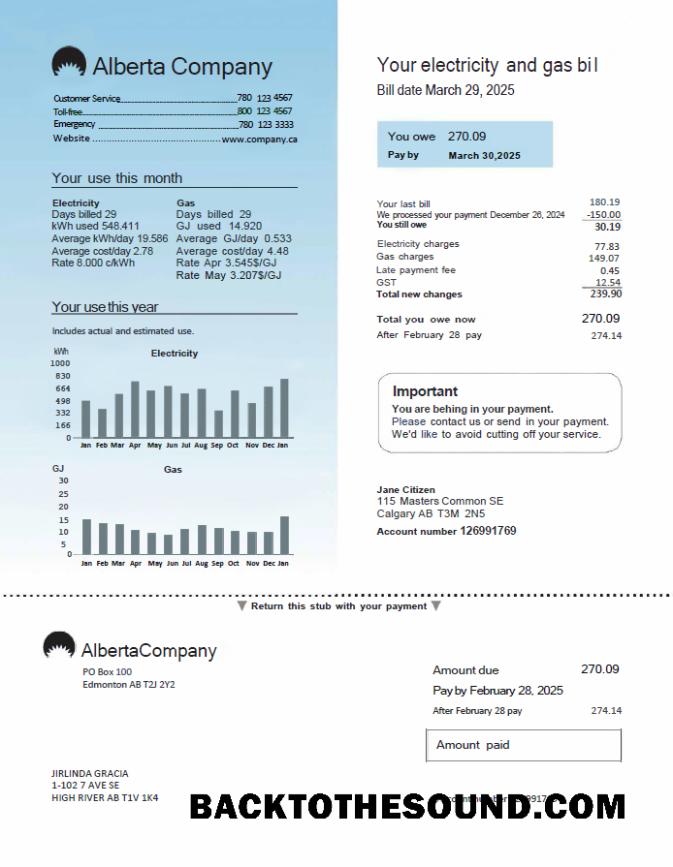 Alberta Company
Customer Service 780 123 4567
Toll-free 800 123 4567
Emergency 780 123 3333
Website www.company.ca
Your use this month
Electricity
Days billed 29
kWh used 548.411
Average kWh/day 19.586
Average cost/day 2.78
Rate 8.000 c/kWh
Gas
Days billed 29
GJ used 14.920
Average GJ/day 0.533
Average cost/day 4.48
Rate Apr 3.545$/GJ
Rate May 3.207$/GJ
Your use this year
Includes actual and estimated use.
kWh Electricity
1000
830
664
498
332
166
0
Jan Feb Mar Apr May Jun Jul Aug Sep Oct Nov Dec Jan
GJ Gas
30
25
20
15
10
5
0
Jan Feb Mar Apr May Jun Jul Aug Sep Oct Nov Dec Jan
Your electricity and gas bil l
Bill date March 29, 2025
You owe 270.09
Pay by March 30,2025
Your last bill 180.19
We processed your payment December 26, 2024 -150.00
You still owe 30.19
Electricity charges 77.83
Gas charges 149.07
Late payment fee 0.45
GST 12.54
Total new changes 239.90
Total you owe now 270.09
After February 28 pay 274.14
Important
You are behing in your payment.
Please contact us or send in your payment.
We'd like to avoid cutting off your service.
Jane Citizen
115 Masters Common SE
Calgary AB T3M 2N5
Account number 126991769
Return this stub with your payment
AlbertaCompany
PO Box 100
Edmonton AB T2J 2Y2
Amount due 270.09
Pay by February 28, 2025
After February 28 pay 274.14
Amount paid
JIRLINDA GRACIA
1-102 7 AVE SE
HIGH RIVER AB T1V 1K4
BACKTOTHESOUND.COM